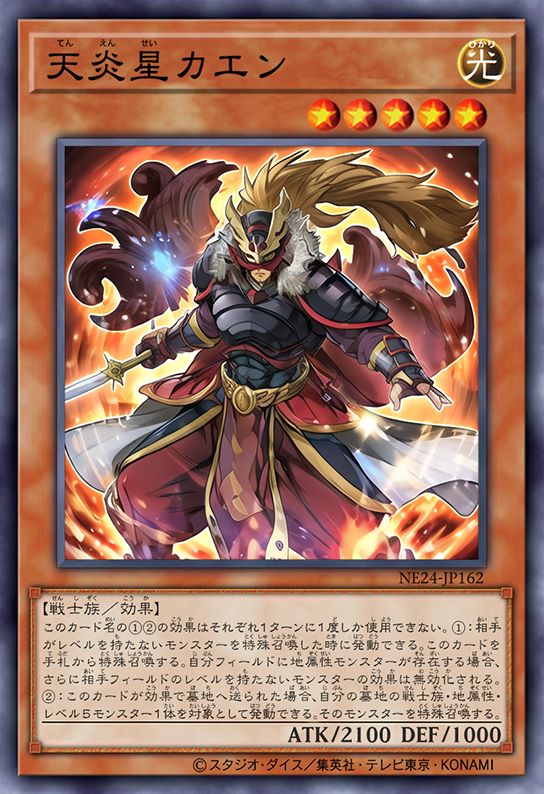 天炎星カエン
光
NE24-JP162
【戦士族／効果】
このカード名の①②の効果はそれぞれ1ターンに1度しか使用できない。①：相手
がレベルを持たないモンスターを特殊召喚した時に発動できる。このカードを
手札から特殊召喚する。自分フィールドに地属性モンスターが存在する場合、
さらに相手フィールドのレベルを持たないモンスターの効果は無効化される。
②：このカードが効果で墓地へ送られた場合、自分の墓地の戦士族・地属性・
レベル5モンスター1体を対象として発動できる。そのモンスターを特殊召喚する。
ATK/2100 DEF/1000
©スタジオ・ダイス／集英社・テレビ東京・KONAMI